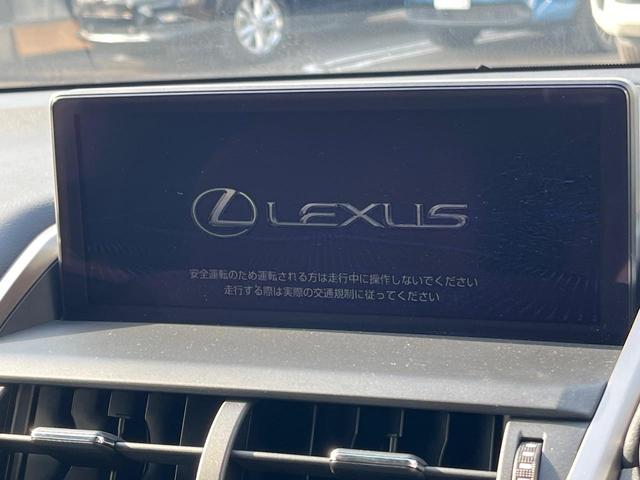 LEXUS
安全運転のため運転される方は走行中に操作しないでください
走行する際は実際の交通規制に従ってください